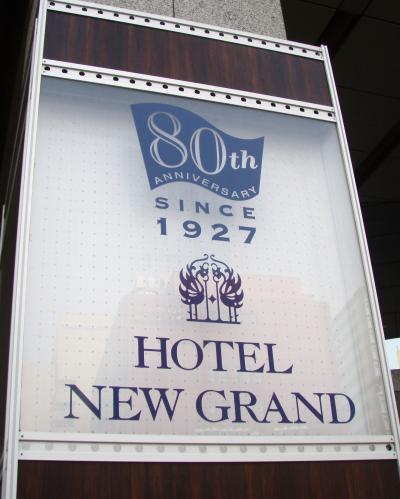 80th
ANNIVERSARY
SINCE
1927
HOTEL
NEW GRAND